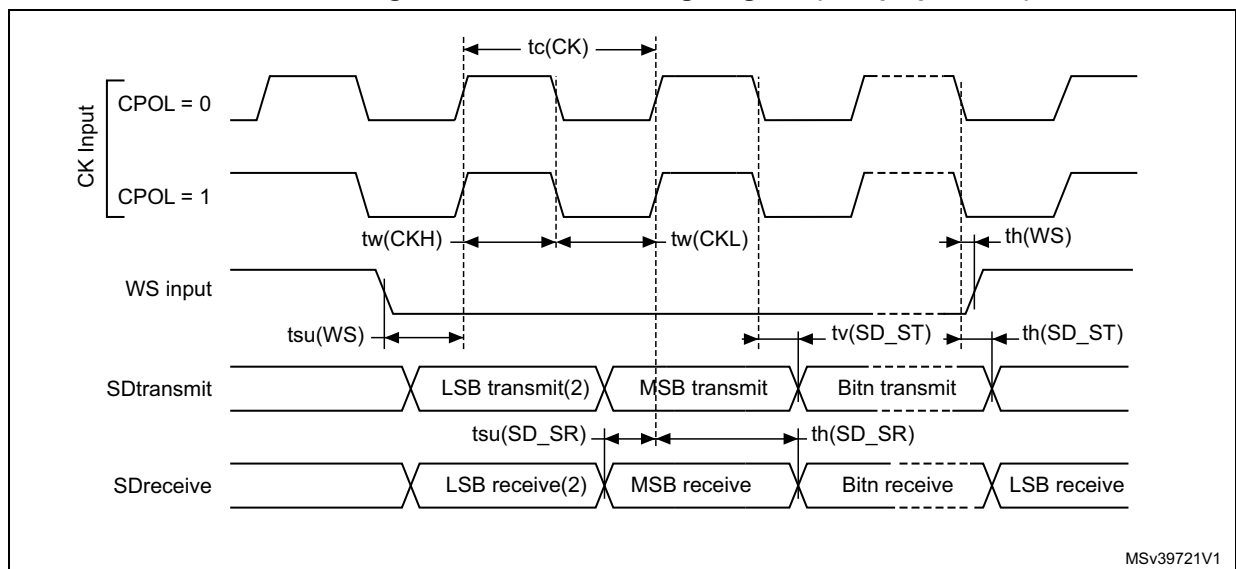 tc(CK)
CPOL = 0
CK Input
CPOL = 1
tw(CKH)
tw(CKL)
th(WS)
WS input
tsu(WS)
tv(SD_ST)
th(SD_ST)
SDtransmit
LSB transmit(2)
MSB transmit
Bitn transmit
tsu(SD_SR)
th(SD_SR)
SDreceive
LSB receive(2)
MSB receive
Bitn receive
LSB receive
MSv39721V1